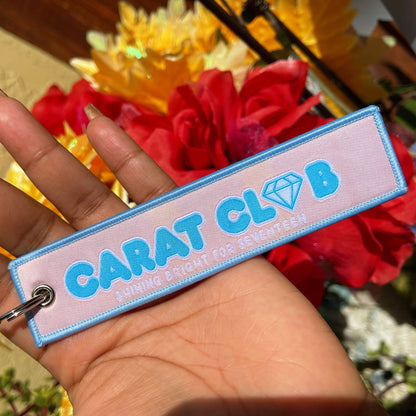 CARAT CLUB
SHINING BRIGHT FOR SEVENTEEN